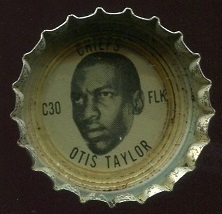 CHIEFS
C30
FLK.
OTIS TAYLOR